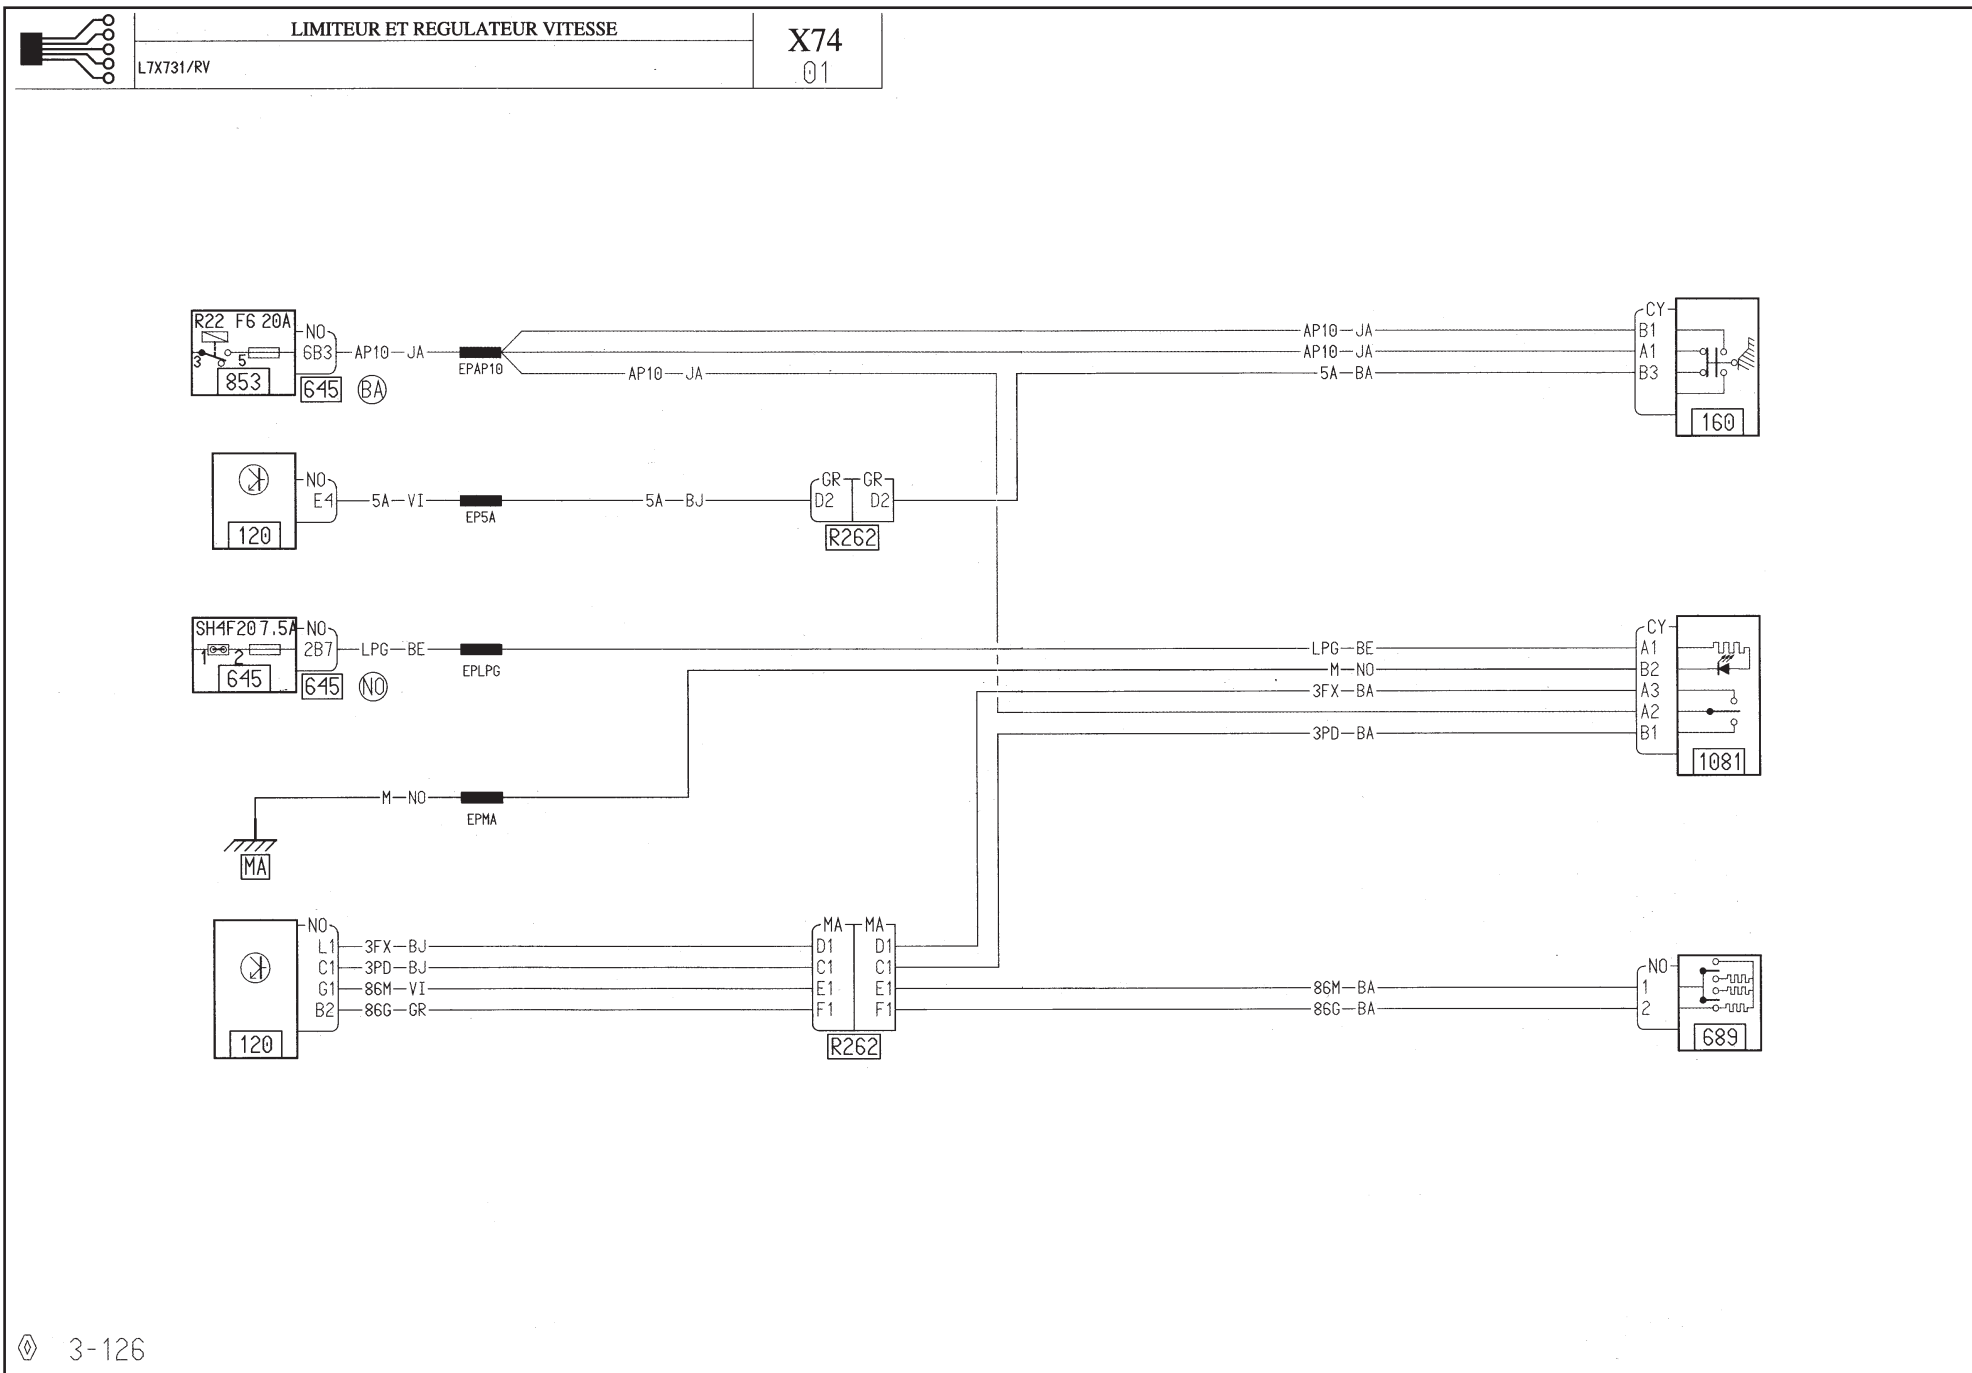 LIMITEUR ET REGULATEUR VITESSE
L7X731/RV
X74
01
R22 F6 20A
3 5
853
NO
6B3
AP10 JA
645 BA
EPAP10
AP10 JA
AP10 JA
AP10 JA
5A BA
CY
B1
A1
B3
160
120
NO
E4
5A VI
EP5A
5A BJ
GR GR
D2 D2
R262
SH4F20 7.5A
1 2
645
NO
2B7
LPG BE
645 NO
EPLPG
LPG BE
M NO
3FX BA
3PD BA
CY
A1
B2
A3
A2
B1
1081
M NO
EPMA
MA
120
NO
L1 3FX BJ
C1 3PD BJ
G1 86M VI
B2 86G GR
MA MA
D1 D1
C1 C1
E1 E1
F1 F1
R262
86M BA
86G BA
NO
1
2
689
3-126